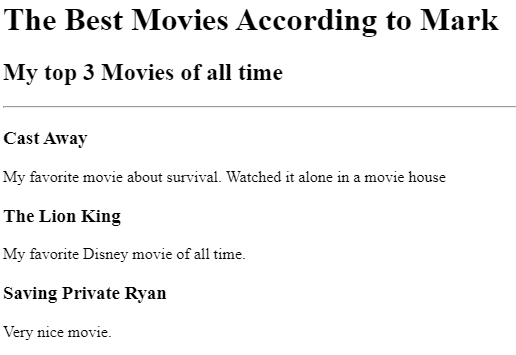 The Best Movies According to Mark
My top 3 Movies of all time
Cast Away
My favorite movie about survival. Watched it alone in a movie house
The Lion King
My favorite Disney movie of all time.
Saving Private Ryan
Very nice movie.